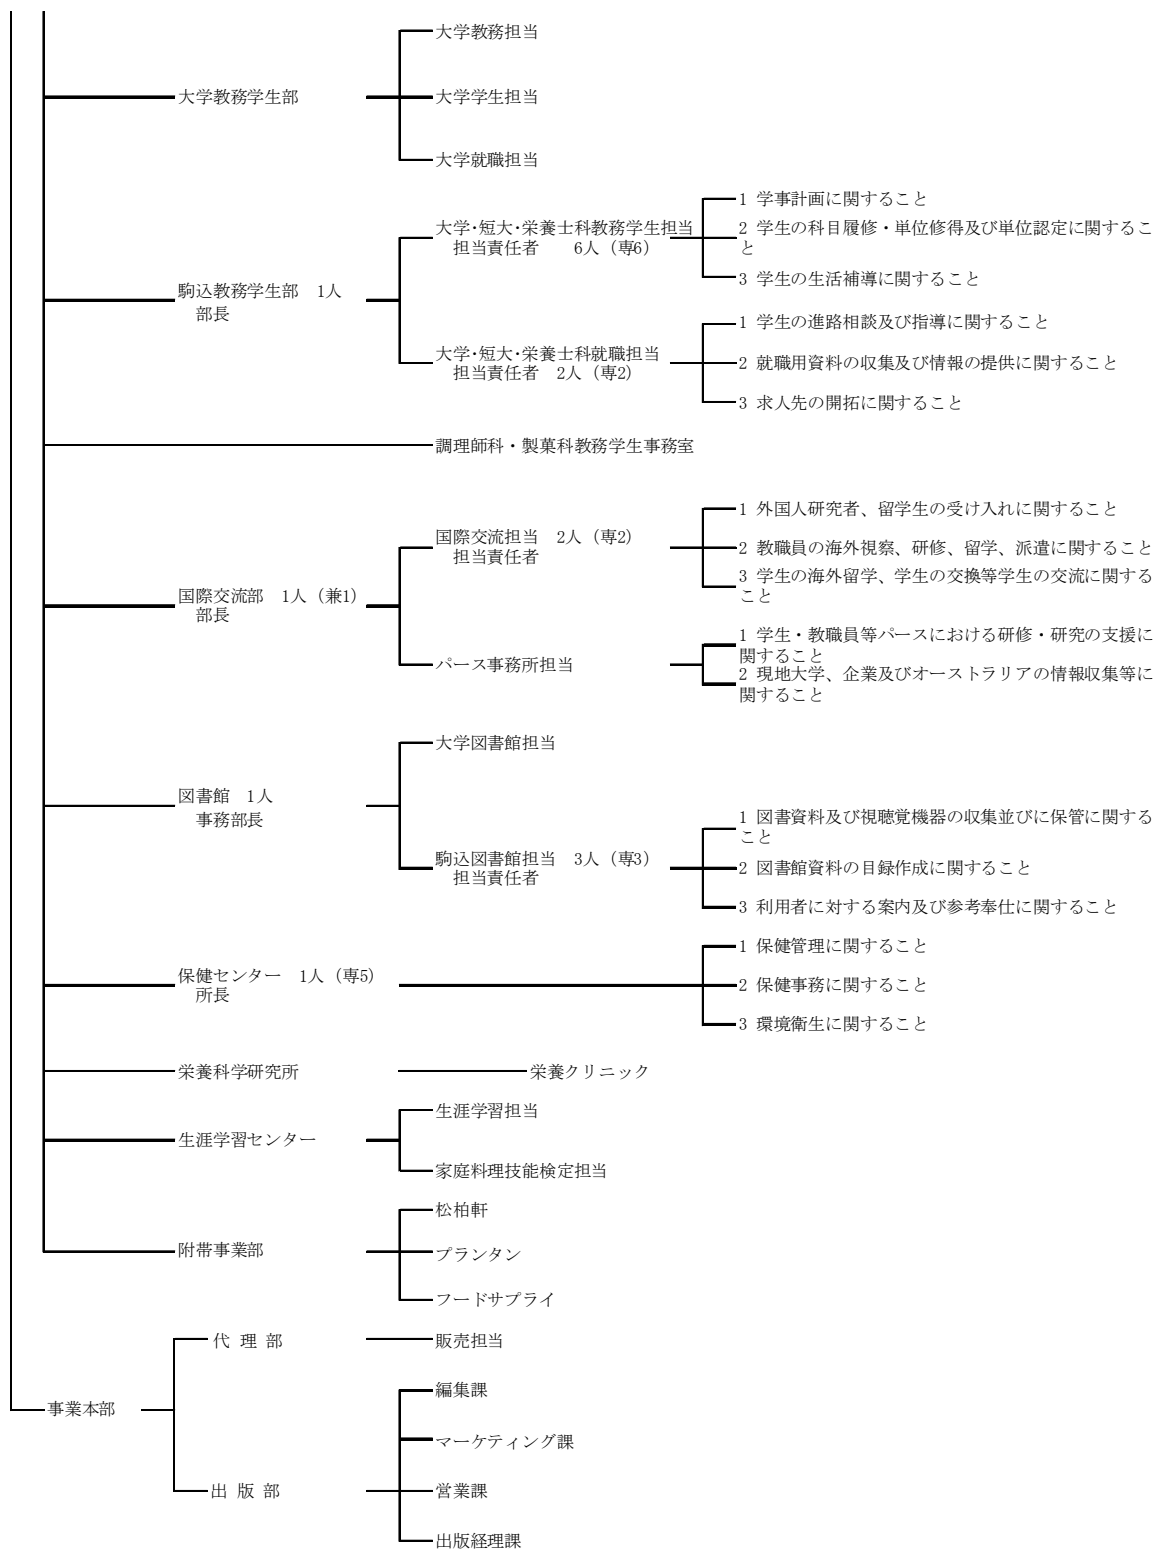 大学教務担当
大学教務学生部
大学学生担当
大学就職担当
駒込教務学生部　1人
部長
大学・短大・栄養士科教務学生担当
担当責任者　　6人（専6）
1 学事計画に関すること
2 学生の科目履修・単位修得及び単位認定に関するこ
と
3 学生の生活補導に関すること
大学・短大・栄養士科就職担当
担当責任者　2人（専2）
1 学生の進路相談及び指導に関すること
2 就職用資料の収集及び情報の提供に関すること
3 求人先の開拓に関すること
調理師科・製菓科教務学生事務室
国際交流部　1人（兼1）
部長
国際交流担当　2人（専2）
担当責任者
1 外国人研究者、留学生の受け入れに関すること
2 教職員の海外視察、研修、留学、派遣に関すること
3 学生の海外留学、学生の交換等学生の交流に関する
こと
パース事務所担当
1 学生・教職員等パースにおける研修・研究の支援に
関すること
2 現地大学、企業及びオーストラリアの情報収集等に
関すること
図書館　1人
事務部長
大学図書館担当
駒込図書館担当　3人（専3）
担当責任者
1 図書資料及び視聴覚機器の収集並びに保管に関する
こと
2 図書館資料の目録作成に関すること
3 利用者に対する案内及び参考奉仕に関すること
保健センター　1人（専5）
所長
1 保健管理に関すること
2 保健事務に関すること
3 環境衛生に関すること
栄養科学研究所
栄養クリニック
生涯学習センター
生涯学習担当
家庭料理技能検定担当
附帯事業部
松柏軒
プランタン
フードサプライ
事業本部
代 理 部
販売担当
出 版 部
編集課
マーケティング課
営業課
出版経理課